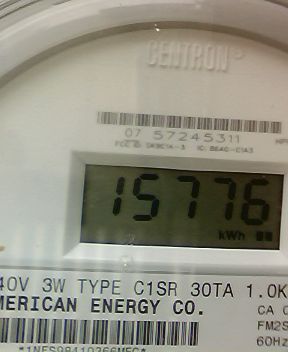 CENTRON
07 57245311
15776
kWh
40V 3W TYPE C1SR 30TA 1.0K
MERICAN ENERGY CO.
CA
FM2S
60Hz